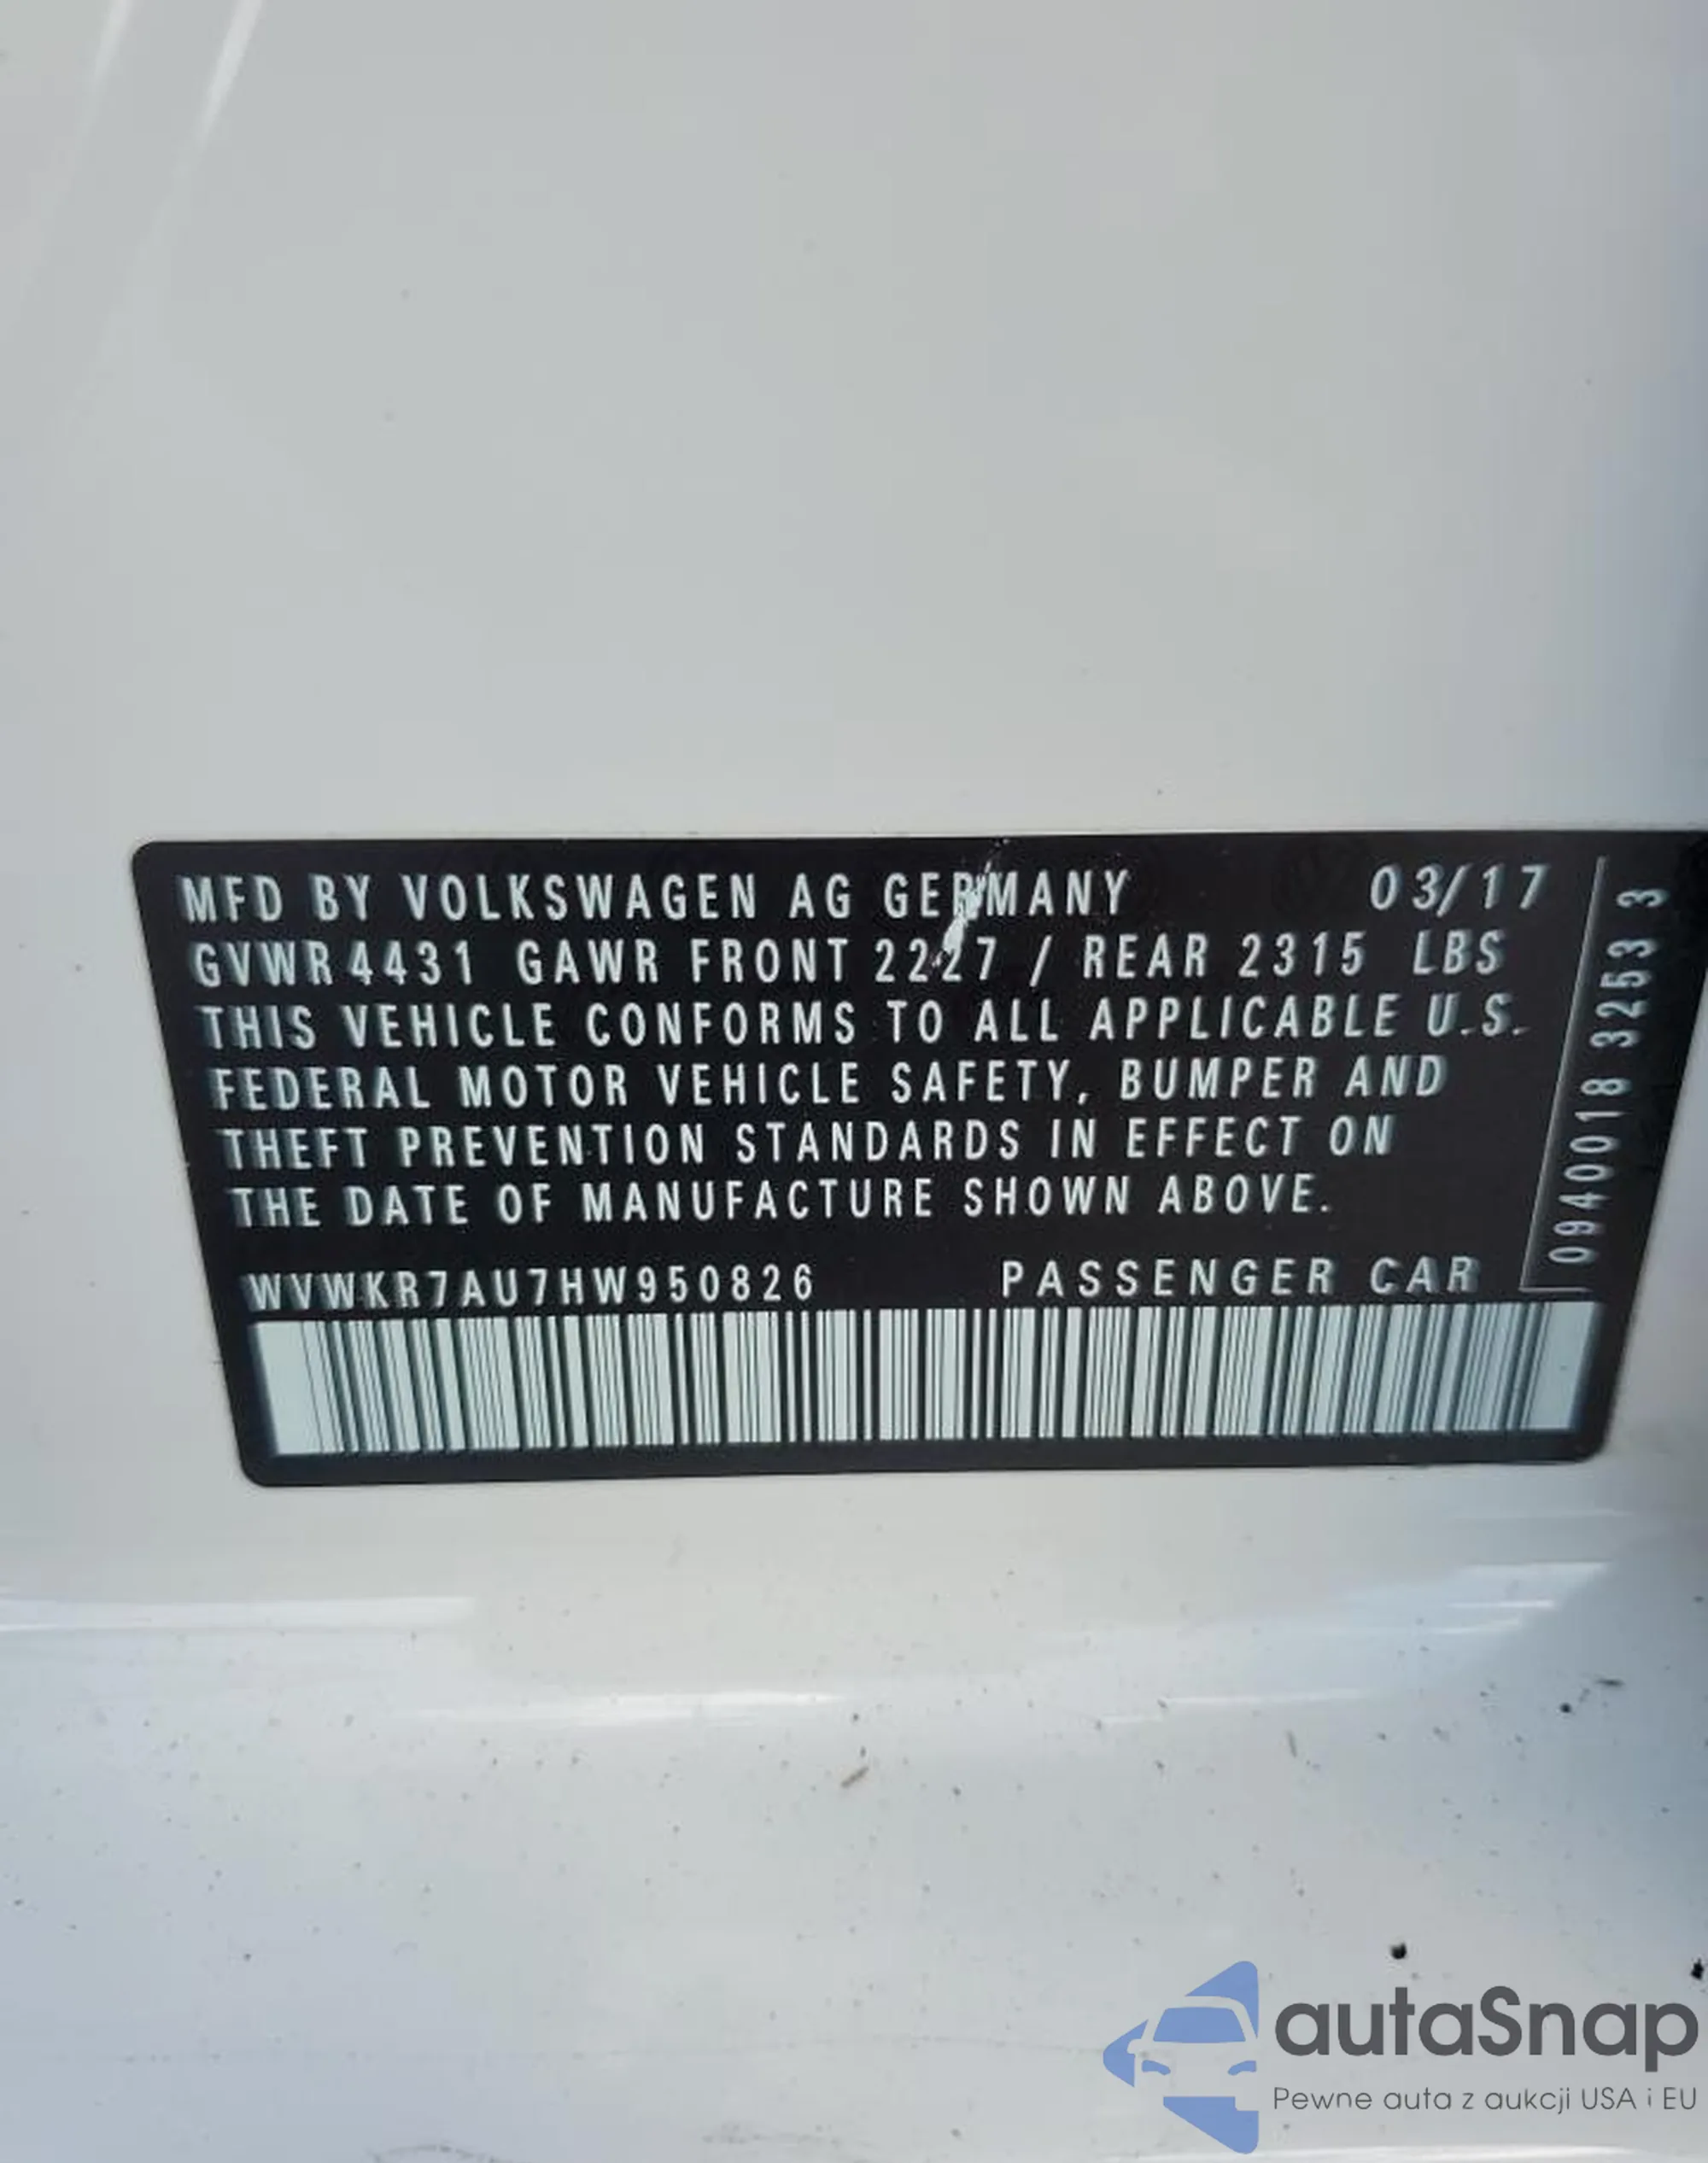 MFD BY VOLKSWAGEN AG GERMANY 03/17
GVWR 4431 GAWR FRONT 2227 / REAR 2315 LBS
THIS VEHICLE CONFORMS TO ALL APPLICABLE U.S.
FEDERAL MOTOR VEHICLE SAFETY, BUMPER AND
THEFT PREVENTION STANDARDS IN EFFECT ON
THE DATE OF MANUFACTURE SHOWN ABOVE.
WVWKR7AU7HW950826 PASSENGER CAR
0940018 3253 3
autaSnap
Pewne auta z aukcji USA i EU